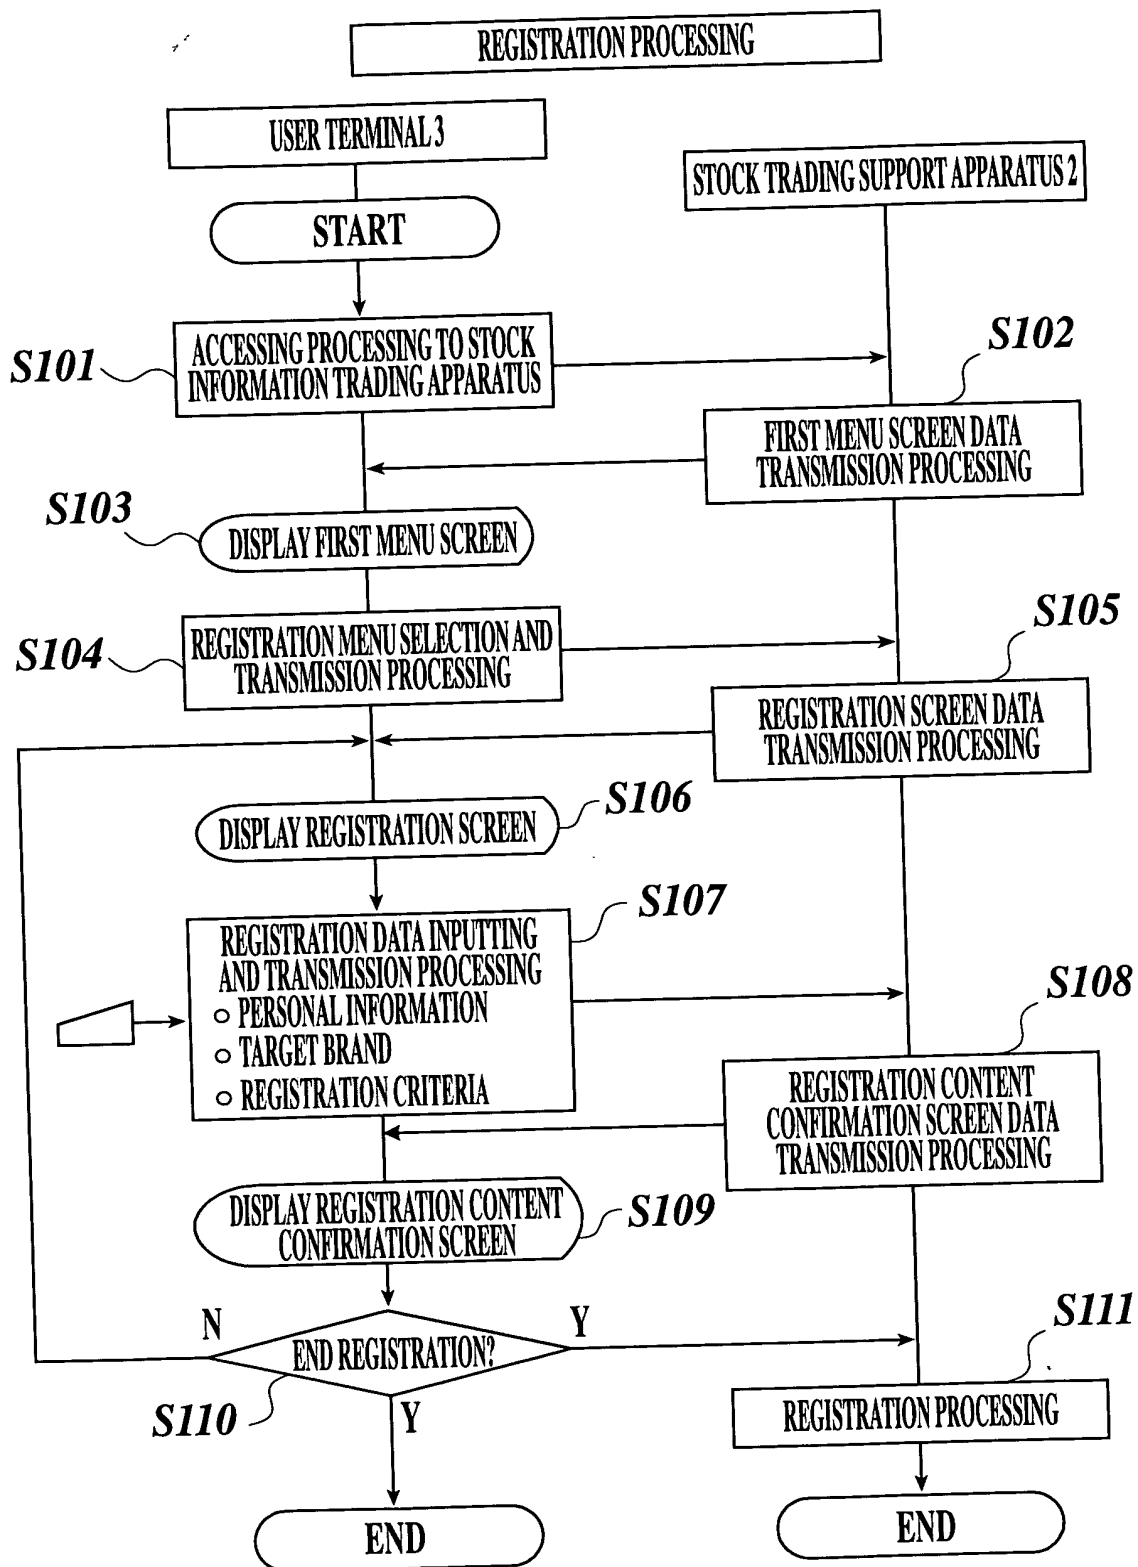 REGISTRATION PROCESSING
USER TERMINAL 3
STOCK TRADING SUPPORT APPARATUS 2
START
S101
ACCESSING PROCESSING TO STOCK
INFORMATION TRADING APPARATUS
S102
FIRST MENU SCREEN DATA
TRANSMISSION PROCESSING
S103
DISPLAY FIRST MENU SCREEN
S104
REGISTRATION MENU SELECTION AND
TRANSMISSION PROCESSING
S105
REGISTRATION SCREEN DATA
TRANSMISSION PROCESSING
S106
DISPLAY REGISTRATION SCREEN
S107
REGISTRATION DATA INPUTTING
AND TRANSMISSION PROCESSING
○ PERSONAL INFORMATION
○ TARGET BRAND
○ REGISTRATION CRITERIA
S108
REGISTRATION CONTENT
CONFIRMATION SCREEN DATA
TRANSMISSION PROCESSING
DISPLAY REGISTRATION CONTENT
CONFIRMATION SCREEN
S109
N
Y
END REGISTRATION?
S110
Y
S111
REGISTRATION PROCESSING
END
END